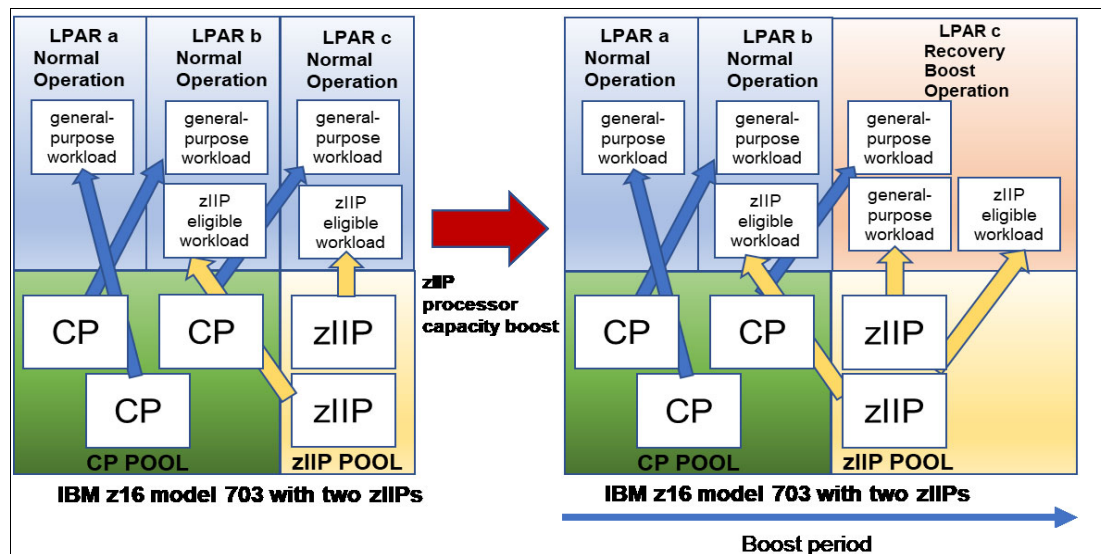 LPAR a
Normal
Operation
LPAR b
Normal
Operation
LPAR c
Normal
Operation
general-
purpose
workload
general-
purpose
workload
general-
purpose
workload
zIIP
eligible
workload
zIIP
eligible
workload
CP
CP
zIIP
CP
zIIP
CP POOL
zIIP POOL
IBM z16 model 703 with two zIIPs
zIIP
processor
capacity boost
LPAR a
Normal
Operation
LPAR b
Normal
Operation
LPAR c
Recovery
Boost
Operation
general-
purpose
workload
general-
purpose
workload
general-
purpose
workload
zIIP
eligible
workload
general-
purpose
workload
zIIP
eligible
workload
CP
CP
zIIP
CP
zIIP
CP POOL
zIIP POOL
IBM z16 model 703 with two zIIPs
Boost period